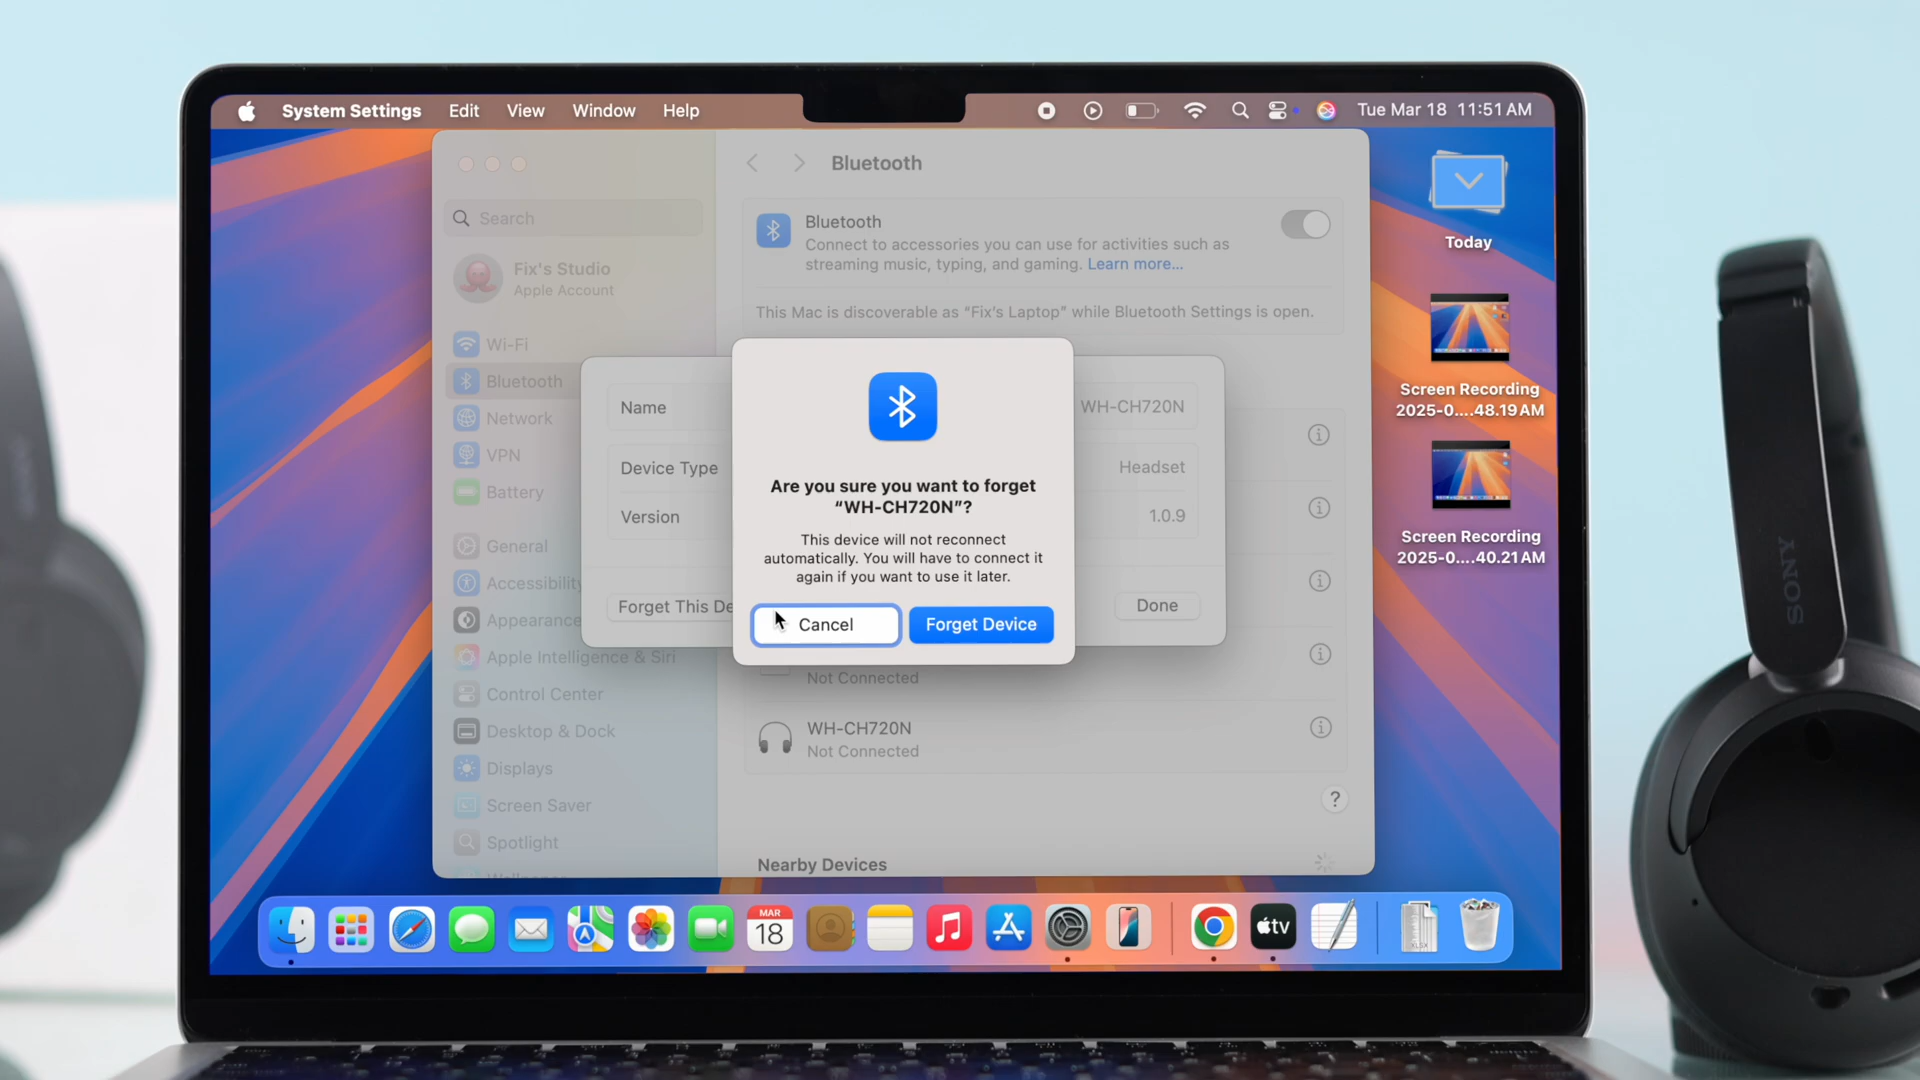 System Settings Edit View Window Help Tue Mar 18 11:51 AM
Bluetooth
Search
Bluetooth
Connect to accessories you can use for activities such as
streaming music, typing, and gaming. Learn more...
Fix's Studio
Apple Account
This Mac is discoverable as "Fix's Laptop" while Bluetooth Settings is open.
Wi-Fi
Bluetooth
Network
VPN
Battery
General
Accessibility
Appearance
Apple Intelligence & Siri
Control Center
Desktop & Dock
Displays
Screen Saver
Spotlight
Name WH-CH720N
Device Type Headset
Version 1.0.9
Forget This De
Done
Are you sure you want to forget
“WH-CH720N”?
This device will not reconnect
automatically. You will have to connect it
again if you want to use it later.
Cancel Forget Device
Not Connected
WH-CH720N
Not Connected
?
Nearby Devices
Today
Screen Recording
2025-0....48.19 AM
Screen Recording
2025-0....40.21 AM
MAR
18
tv
XLSX
SONY